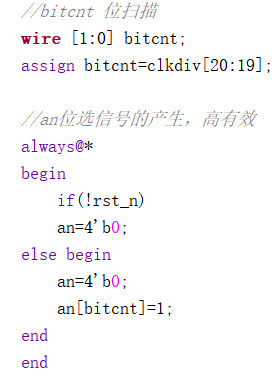 //bitcnt 位扫描
wire [1:0] bitcnt;
assign bitcnt=clkdiv[20:19];
//an位选信号的产生，高有效
always@*
begin
if(!rst_n)
an=4'b0;
else begin
an=4'b0;
an[bitcnt]=1;
end
end